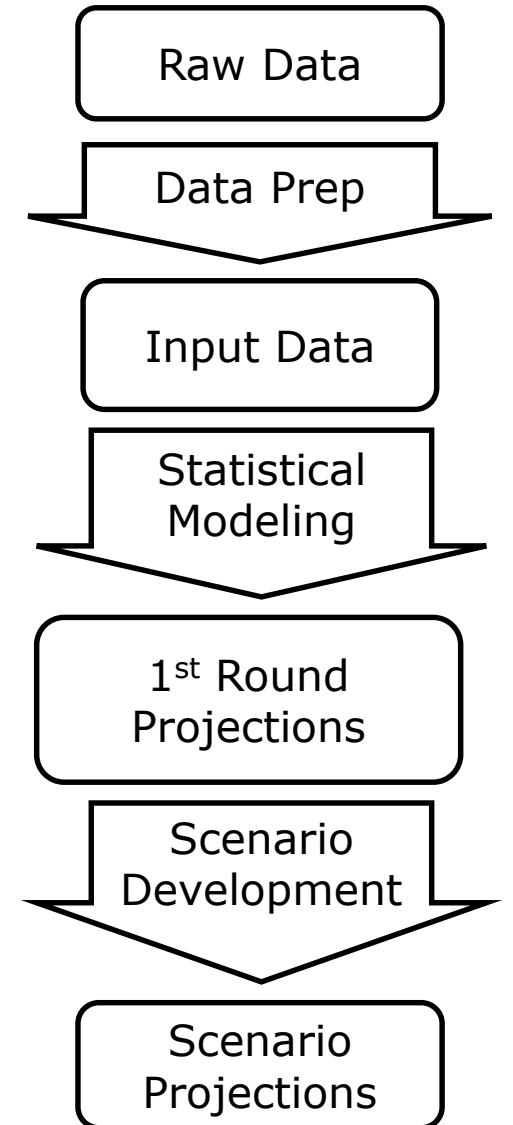 Raw Data
Data Prep
Input Data
Statistical
Modeling
1st Round
Projections
Scenario
Development
Scenario
Projections